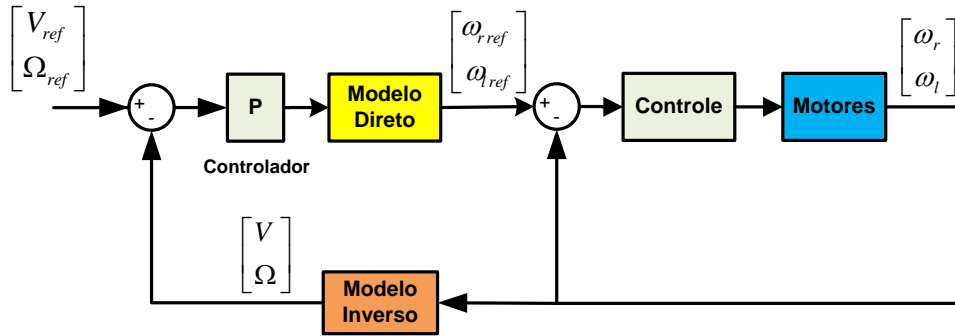 V_ref
Ω_ref
+
-
P
Controlador
Modelo
Direto
ω_r ref
ω_l ref
+
-
Controle
Motores
ω_r
ω_l
V
Ω
Modelo
Inverso